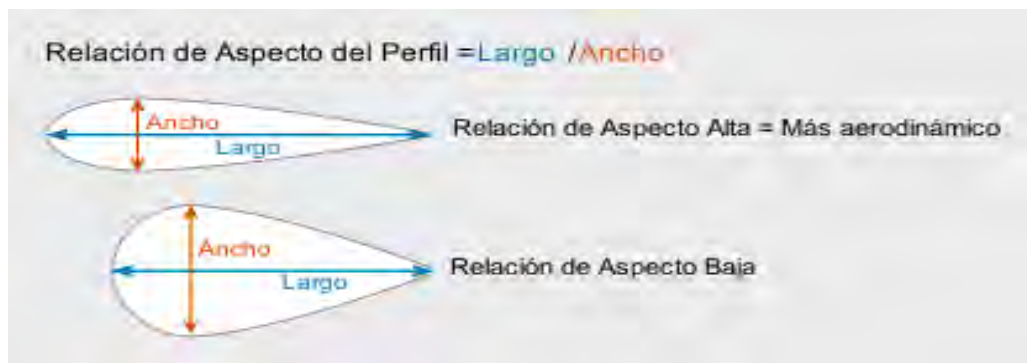 Relación de Aspecto del Perfil =Largo /Ancho
Ancho
Largo
Relación de Aspecto Alta = Más aerodinámico
Ancho
Largo
Relación de Aspecto Baja